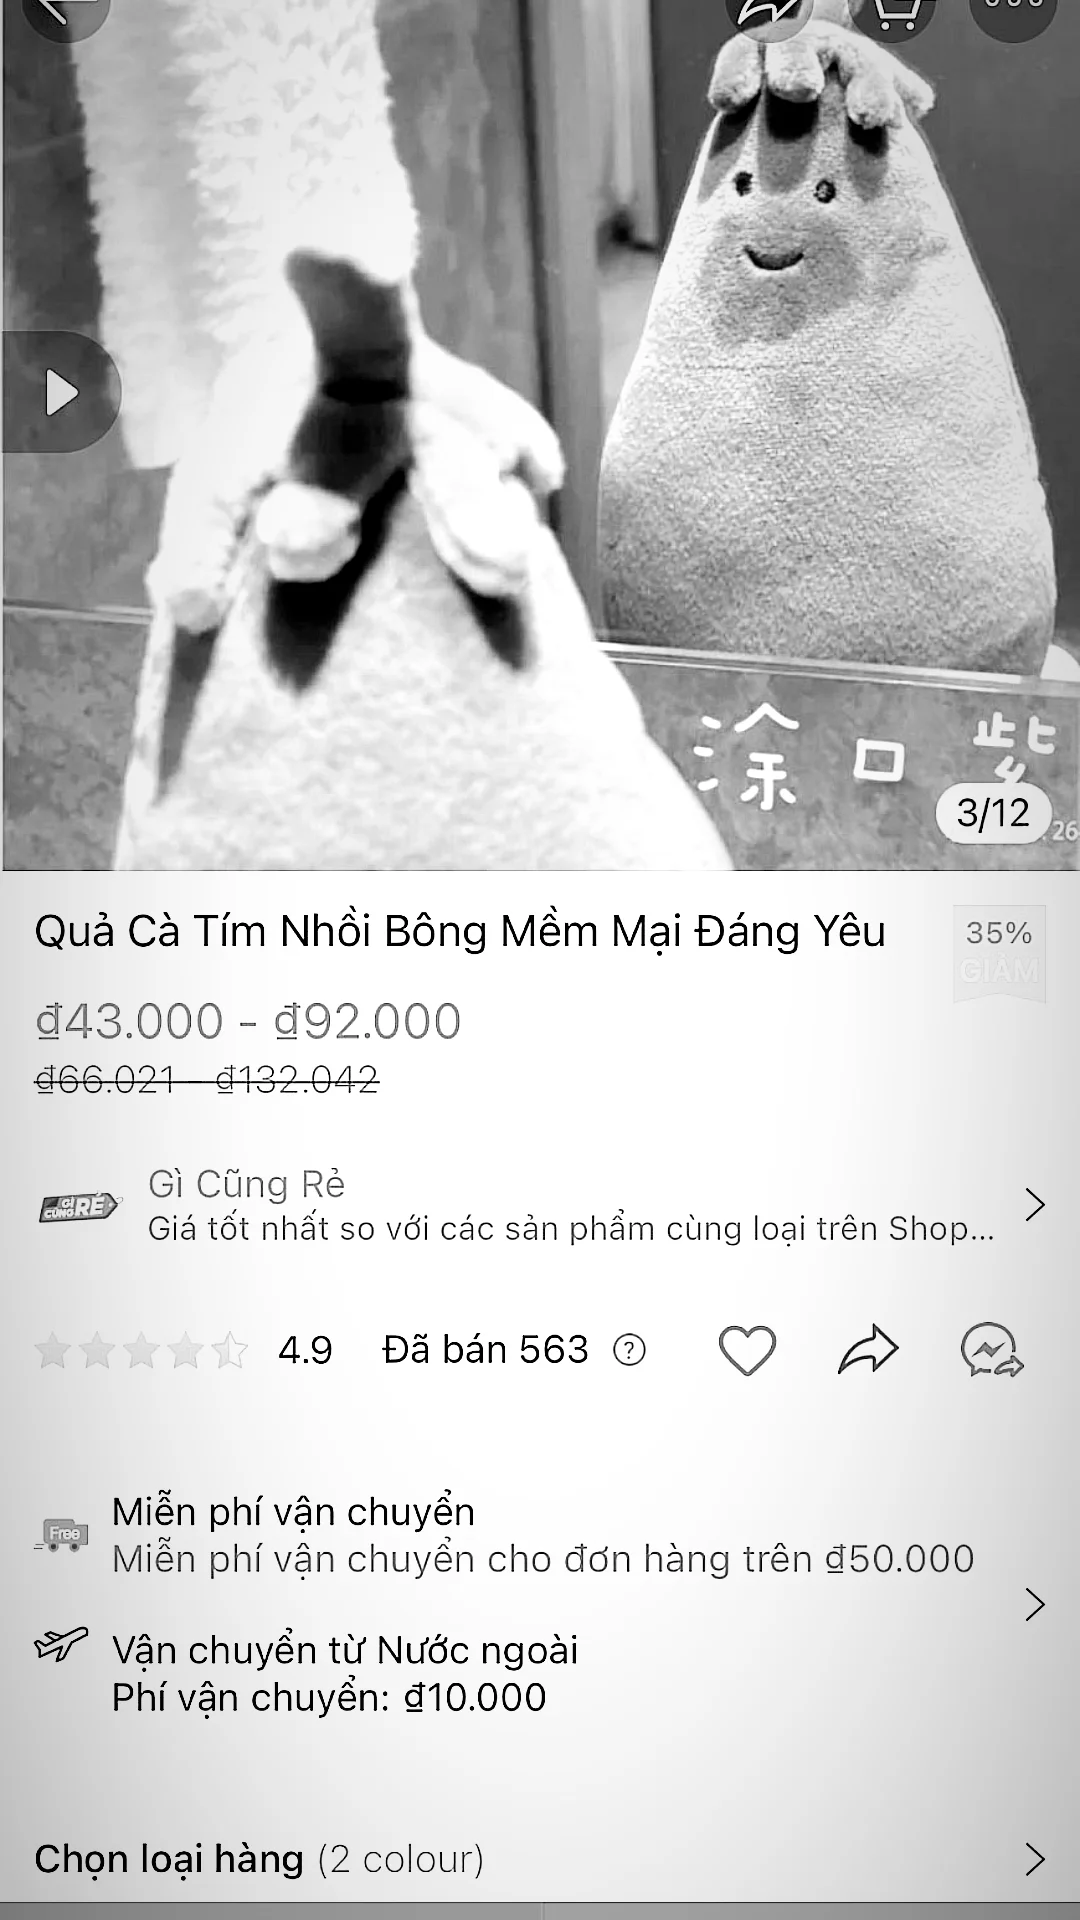 涂 口 紫
3/12
26
Quả Cà Tím Nhồi Bông Mềm Mại Đáng Yêu
35%
GIẢM
₫43.000 - ₫92.000
₫66.021 - ₫132.042
GÌ CŨNG RẺ
Gì Cũng Rẻ
Giá tốt nhất so với các sản phẩm cùng loại trên Shop...
4.9 Đã bán 563 ?
Free
Miễn phí vận chuyển
Miễn phí vận chuyển cho đơn hàng trên ₫50.000
Vận chuyển từ Nước ngoài
Phí vận chuyển: ₫10.000
Chọn loại hàng (2 colour)